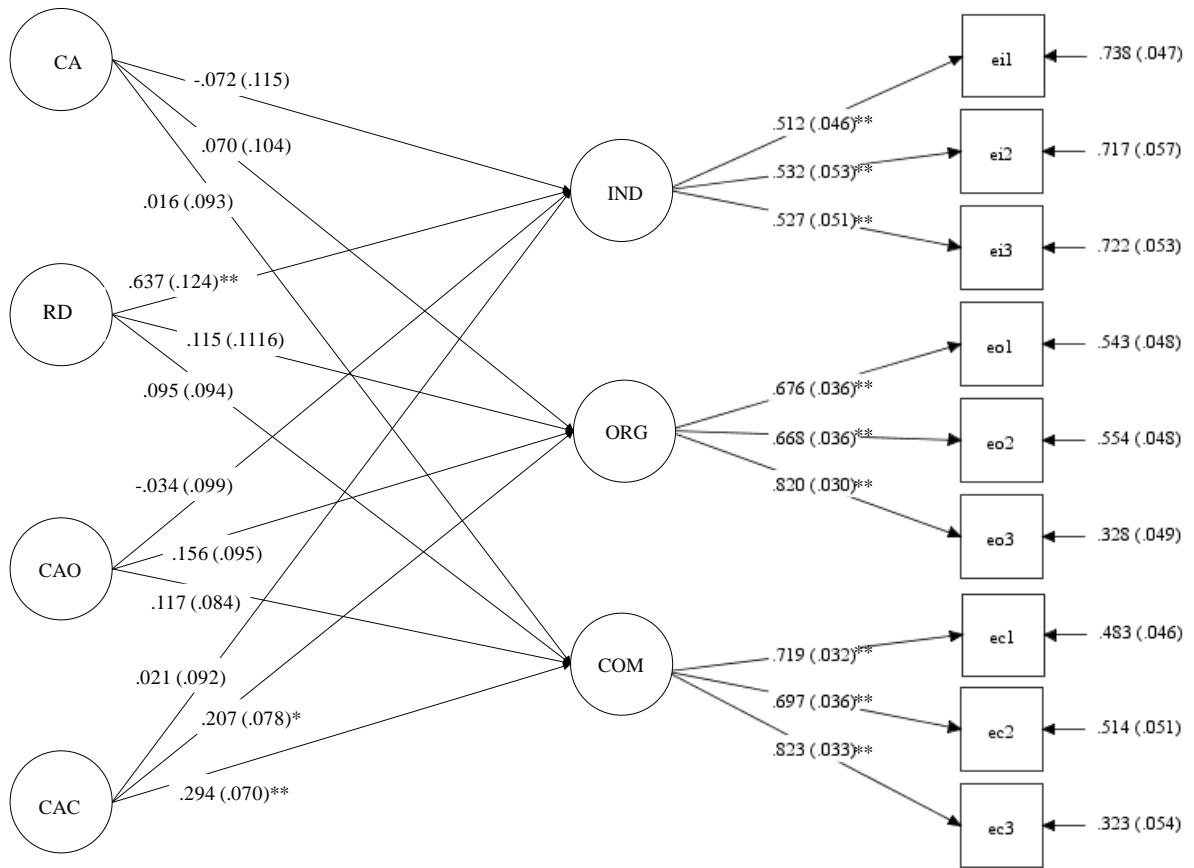 CA
RD
CAO
CAC
-.072 (.115)
.070 (.104)
.016 (.093)
.637 (.124)**
.115 (.1116)
.095 (.094)
-.034 (.099)
.156 (.095)
.117 (.084)
.021 (.092)
.207 (.078)*
.294 (.070)**
IND
ORG
COM
.512 (.046)**
.532 (.053)**
.527 (.051)**
.676 (.036)**
.668 (.036)**
.820 (.030)**
.719 (.032)**
.697 (.036)**
.823 (.033)**
ei1 .738 (.047)
ei2 .717 (.057)
ei3 .722 (.053)
eo1 .543 (.048)
eo2 .554 (.048)
eo3 .328 (.049)
ec1 .483 (.046)
ec2 .514 (.051)
ec3 .323 (.054)